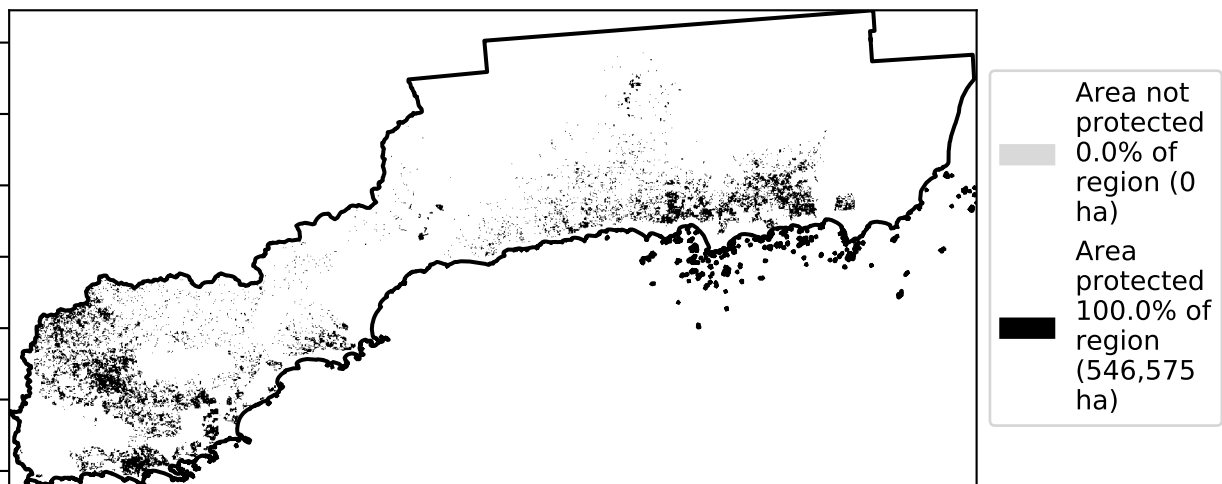 Area not
protected
0.0% of
region (0
ha)
Area
protected
100.0% of
region
(546,575
ha)